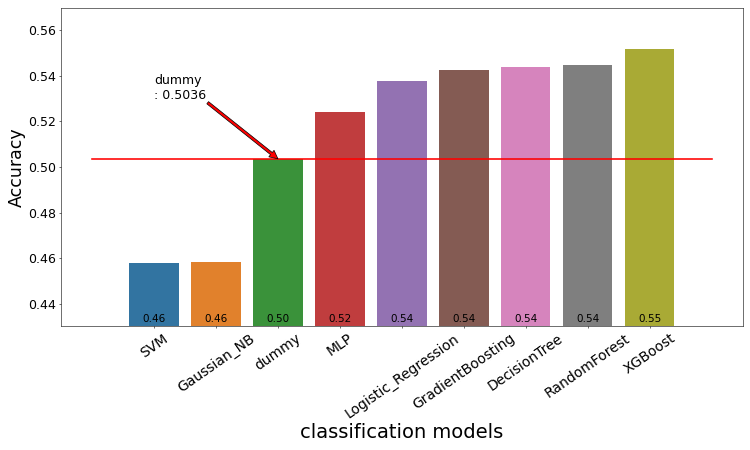 0.56
0.54
0.52
0.50
0.48
0.46
0.44
Accuracy
dummy
: 0.5036
0.46 0.46 0.50 0.52 0.54 0.54 0.54 0.54 0.55
SVM
Gaussian_NB
dummy
MLP
Logistic_Regression
GradientBoosting
DecisionTree
RandomForest
XGBoost
classification models